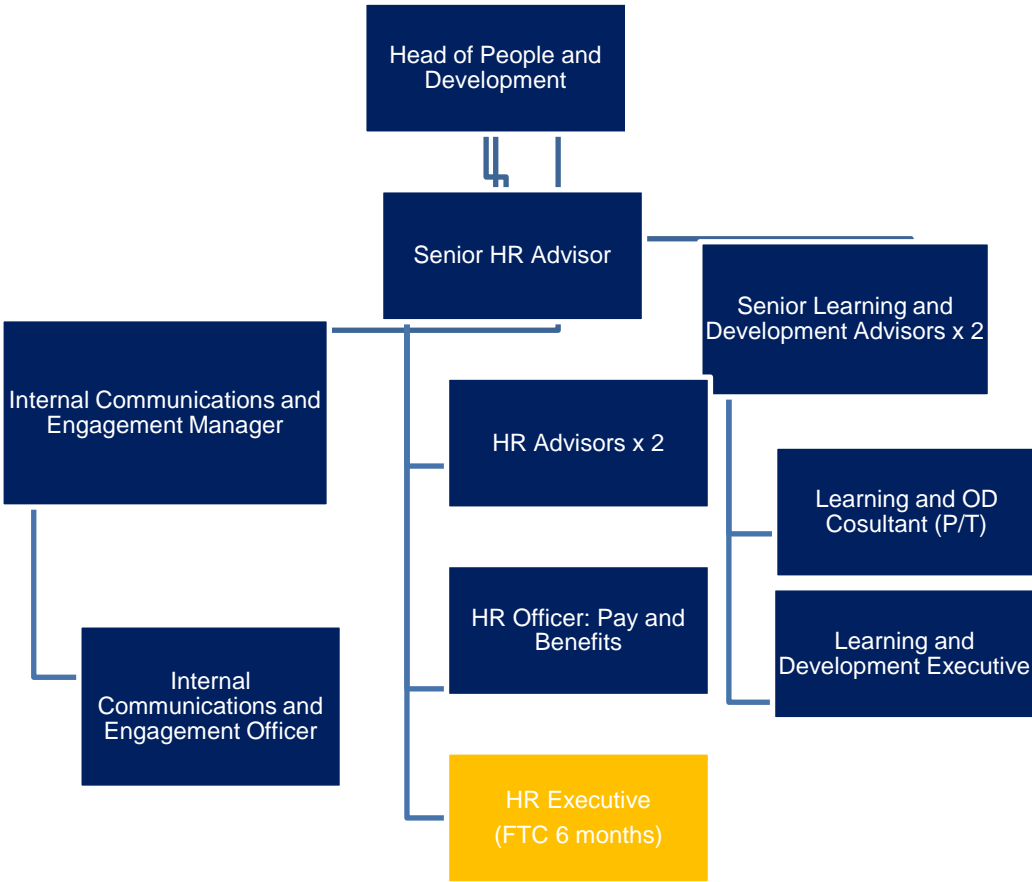 Head of People and
Development
Senior HR Advisor
Senior Learning and
Development Advisors x 2
Internal Communications and
Engagement Manager
HR Advisors x 2
Learning and OD
Cosultant (P/T)
HR Officer: Pay and
Benefits
Learning and
Development Executive
Internal
Communications and
Engagement Officer
HR Executive
(FTC 6 months)